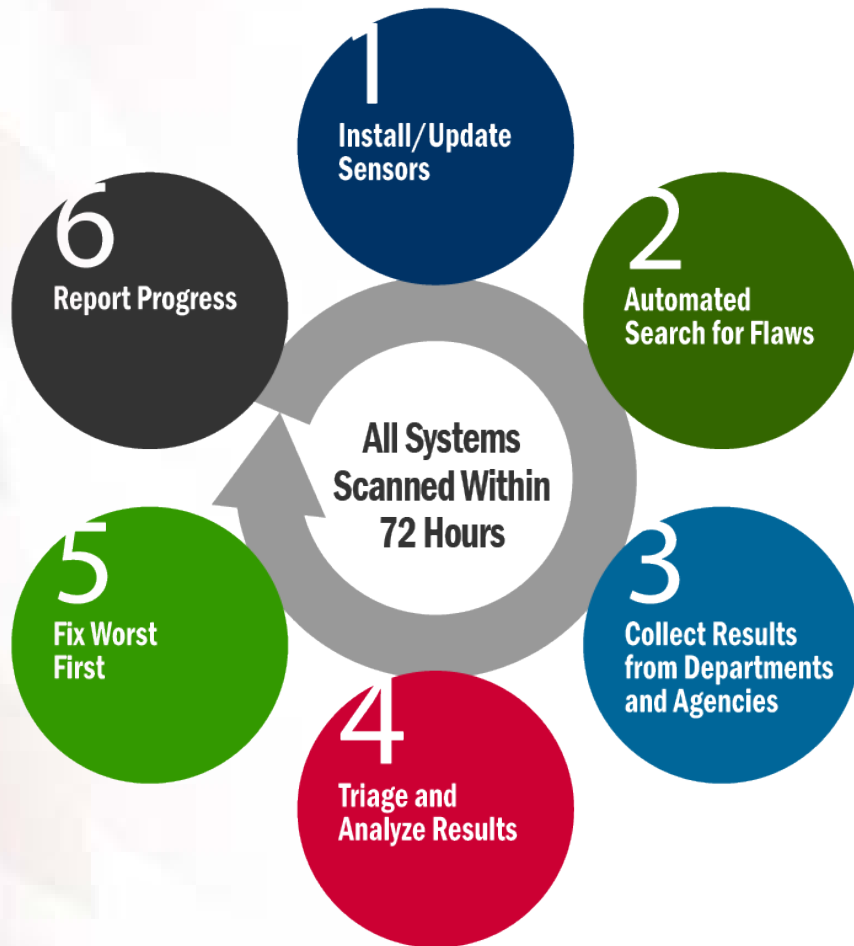 1
Install/Update
Sensors
2
Automated
Search for Flaws
3
Collect Results
from Departments
and Agencies
4
Triage and
Analyze Results
5
Fix Worst
First
6
Report Progress
All Systems
Scanned Within
72 Hours